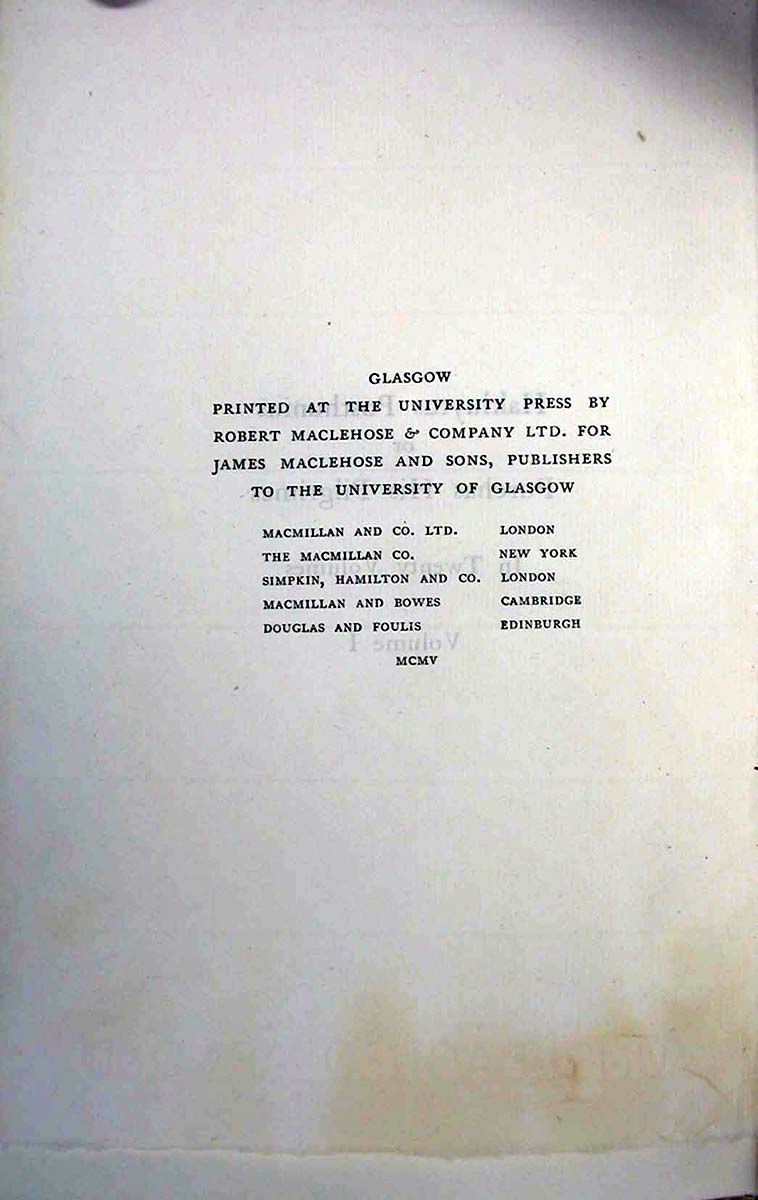 GLASGOW
PRINTED AT THE UNIVERSITY PRESS BY
ROBERT MACLEHOSE & COMPANY LTD. FOR
JAMES MACLEHOSE AND SONS, PUBLISHERS
TO THE UNIVERSITY OF GLASGOW
MACMILLAN AND CO. LTD. LONDON
THE MACMILLAN CO. NEW YORK
SIMPKIN, HAMILTON AND CO. LONDON
MACMILLAN AND BOWES CAMBRIDGE
DOUGLAS AND FOULIS EDINBURGH
MCMV